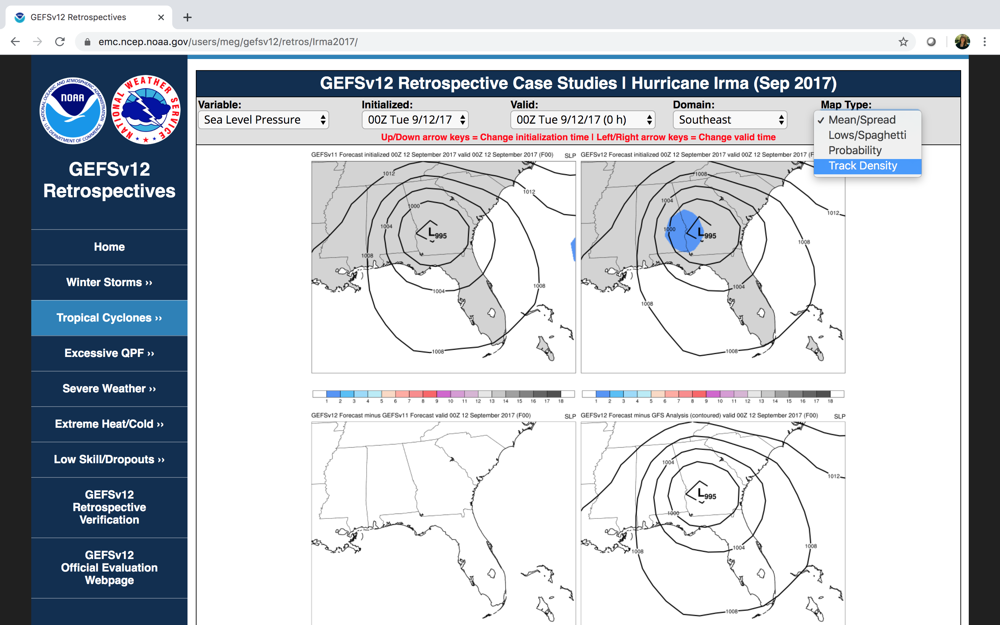 GEFSv12 Retrospectives
emc.ncep.noaa.gov/users/meg/gefsv12/retros/Irma2017/
NATIONAL OCEANIC AND ATMOSPHERIC ADMINISTRATION
NOAA
U.S. DEPARTMENT OF COMMERCE
NATIONAL WEATHER SERVICE
GEFSv12
Retrospectives
Home
Winter Storms ››
Tropical Cyclones ››
Excessive QPF ››
Severe Weather ››
Extreme Heat/Cold ››
Low Skill/Dropouts ››
GEFSv12
Retrospective
Verification
GEFSv12
Official Evaluation
Webpage
GEFSv12 Retrospective Case Studies | Hurricane Irma (Sep 2017)
Variable: Initialized: Valid: Domain: Map Type:
Sea Level Pressure 00Z Tue 9/12/17 00Z Tue 9/12/17 (0 h) Southeast
✓ Mean/Spread
Lows/Spaghetti
Probability
Track Density
Up/Down arrow keys = Change initialization time | Left/Right arrow keys = Change valid time
GEFSv11 Forecast initialized 00Z 12 September 2017 valid 00Z 12 September 2017 (F00) SLP
1012
1012
1000
1004
L995
1008
1008
1004
1008
1 2 3 4 5 6 7 8 9 10 11 12 13 14 15 16 17 18
GEFSv12 Forecast initialized 00Z 12 September 2017 valid 00Z 12 September 2017 (F
1008
1004
1012
1000
L995
1008
1004
1008
1008
1 2 3 4 5 6 7 8 9 10 11 12 13 14 15 16 17 18
GEFSv12 Forecast minus GEFSv11 Forecast valid 00Z 12 September 2017 (F00) SLP
GEFSv12 Forecast minus GFS Analysis (contoured) valid 00Z 12 September 2017 (F00) SLP
1004
1012
L995
1000
1008
1004
1008
1008